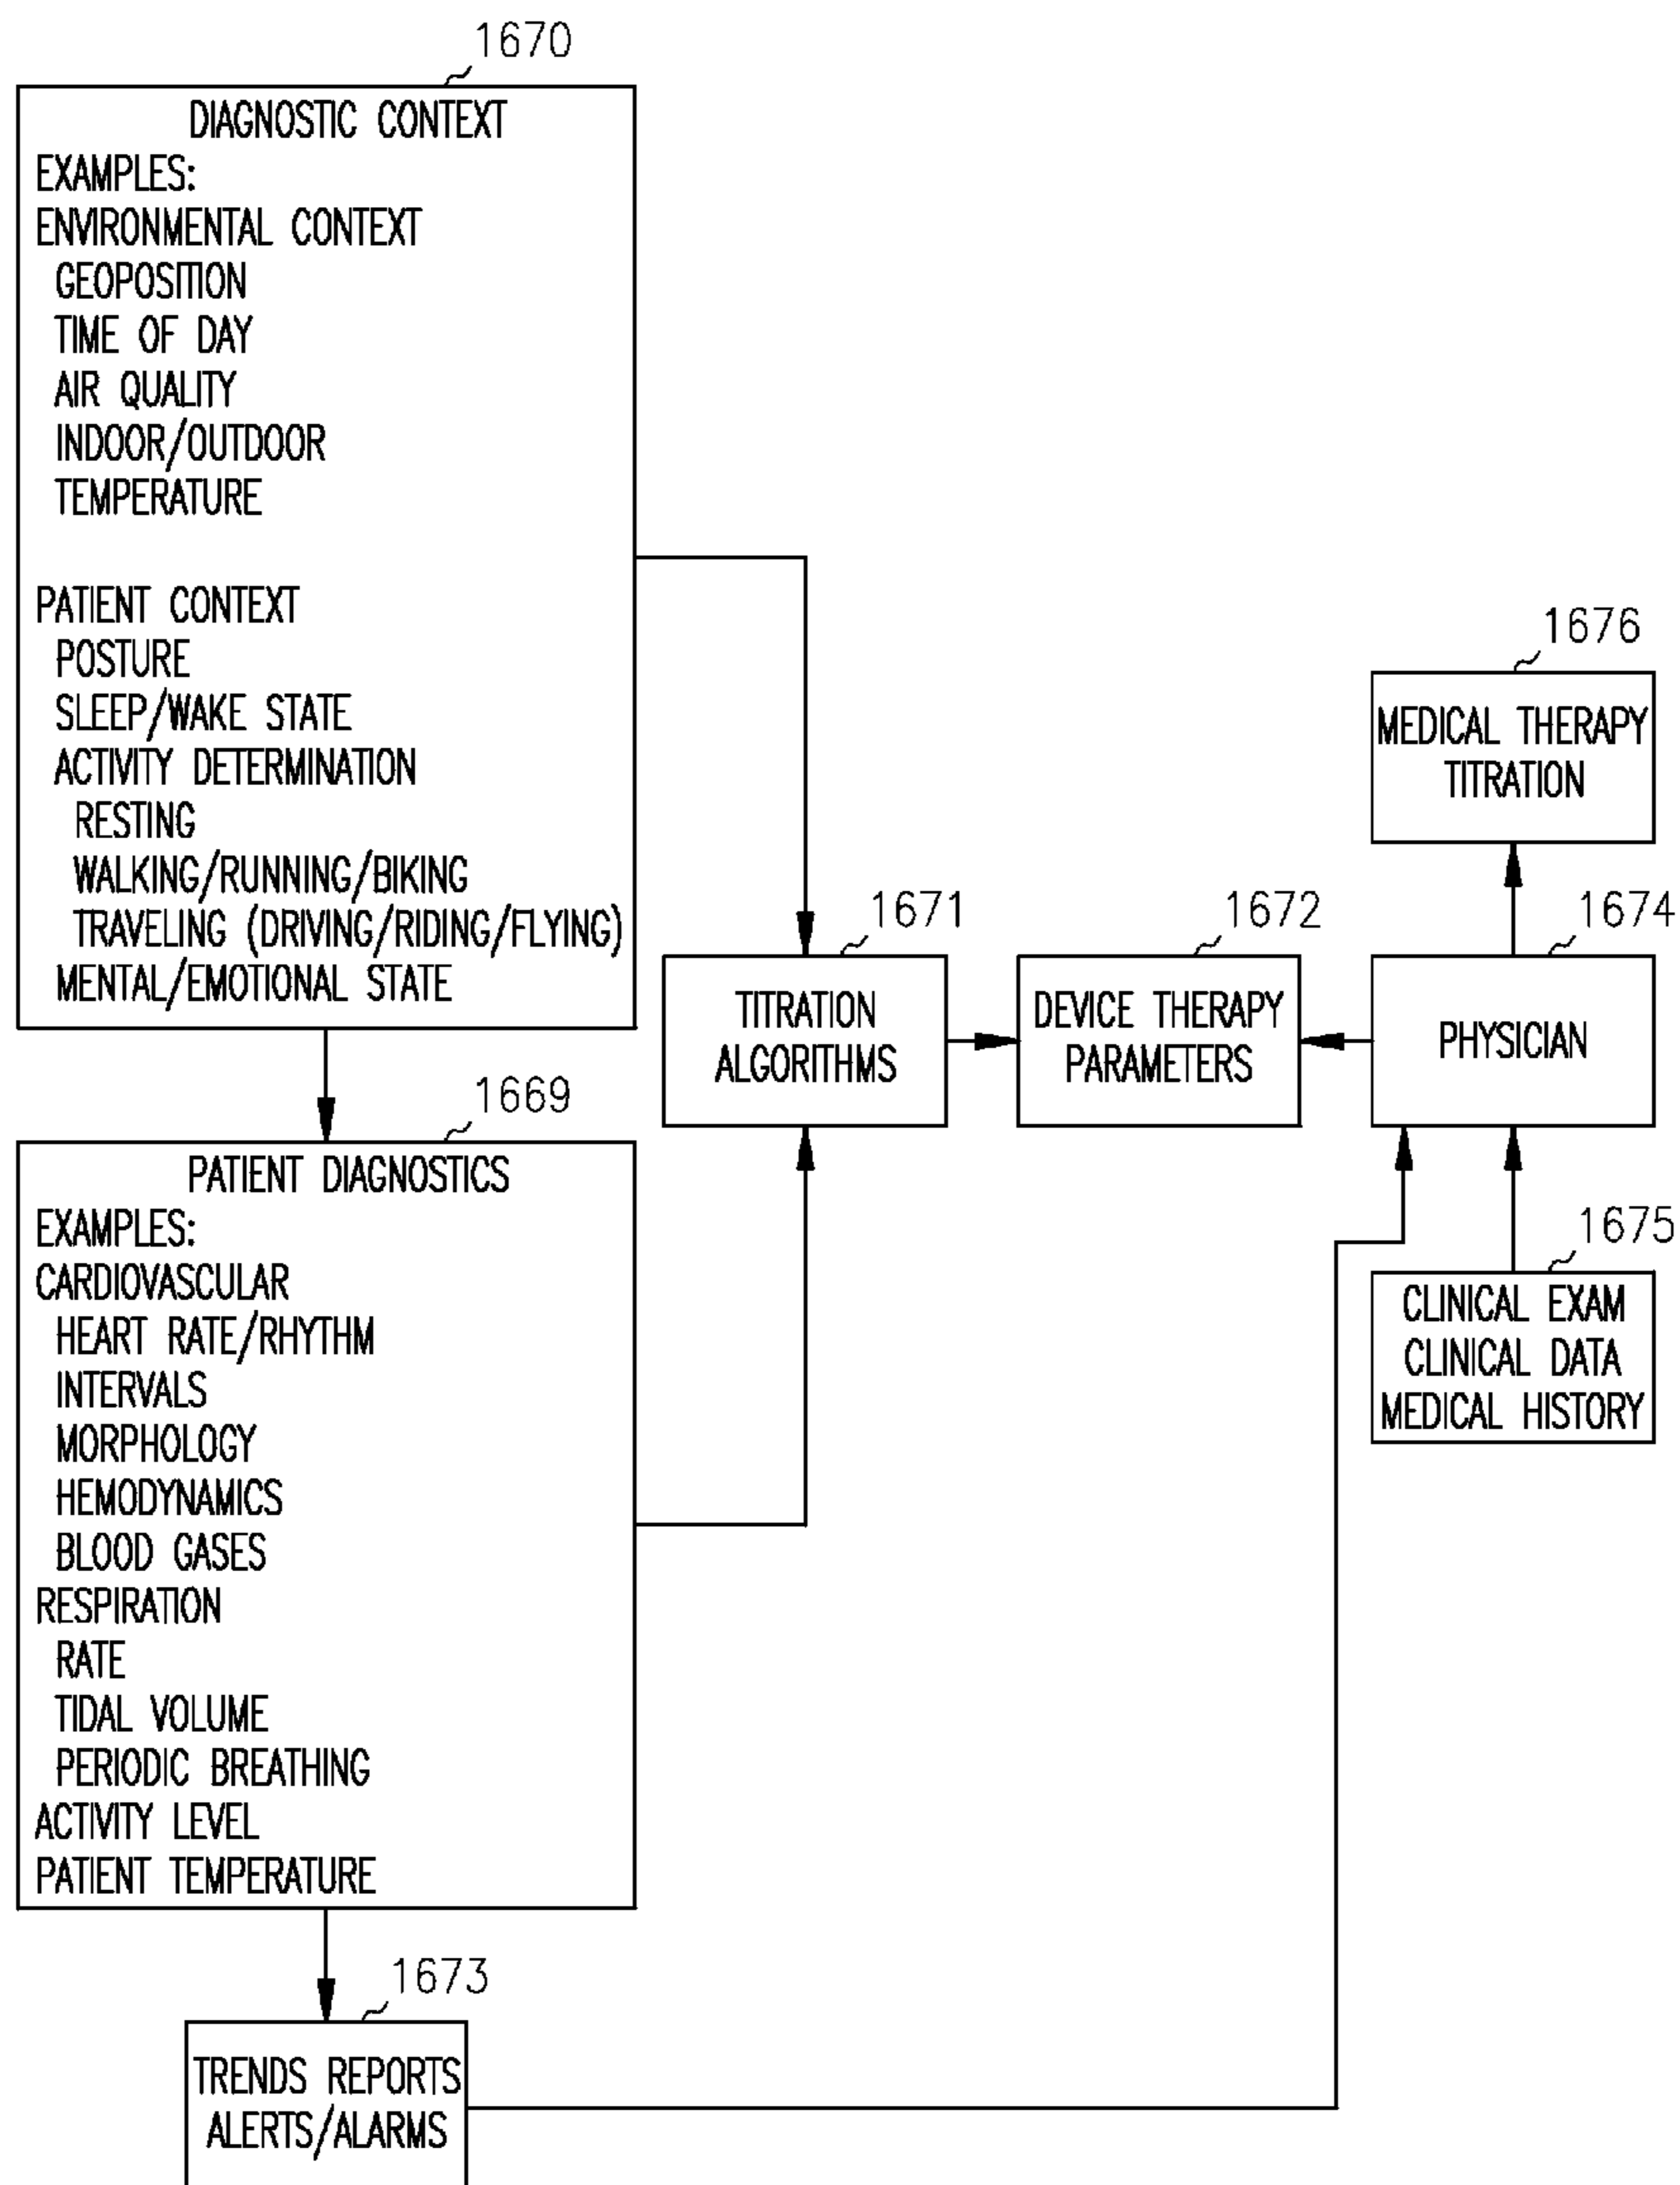 1670
DIAGNOSTIC CONTEXT
EXAMPLES:
ENVIRONMENTAL CONTEXT
GEOPOSITION
TIME OF DAY
AIR QUALITY
INDOOR/OUTDOOR
TEMPERATURE
PATIENT CONTEXT
POSTURE
SLEEP/WAKE STATE
ACTIVITY DETERMINATION
RESTING
WALKING/RUNNING/BIKING
TRAVELING (DRIVING/RIDING/FLYING)
MENTAL/EMOTIONAL STATE
1669
PATIENT DIAGNOSTICS
EXAMPLES:
CARDIOVASCULAR
HEART RATE/RHYTHM
INTERVALS
MORPHOLOGY
HEMODYNAMICS
BLOOD GASES
RESPIRATION
RATE
TIDAL VOLUME
PERIODIC BREATHING
ACTIVITY LEVEL
PATIENT TEMPERATURE
1673
TRENDS REPORTS
ALERTS/ALARMS
1671
TITRATION
ALGORITHMS
1672
DEVICE THERAPY
PARAMETERS
1676
MEDICAL THERAPY
TITRATION
1674
PHYSICIAN
1675
CLINICAL EXAM
CLINICAL DATA
MEDICAL HISTORY